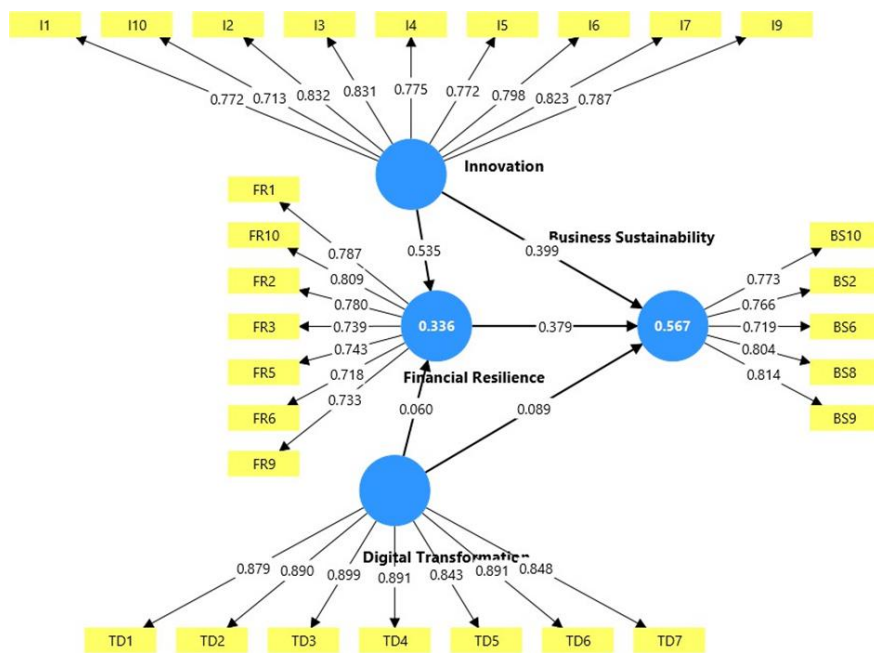 I1 I10 I2 I3 I4 I5 I6 I7 I9
0.772 0.713 0.832 0.831 0.775 0.772 0.798 0.823 0.787
Innovation
FR1
FR10
FR2
FR3
FR5
FR6
FR9
0.787
0.809
0.780
0.739
0.743
0.718
0.733
0.535
Business Sustainability
0.399
0.336
0.379
0.567
Financial Resilience
0.060
0.089
0.773
0.766
0.719
0.804
0.814
BS10
BS2
BS6
BS8
BS9
Digital Transformation
0.879 0.890 0.899 0.891 0.843 0.891 0.848
TD1 TD2 TD3 TD4 TD5 TD6 TD7